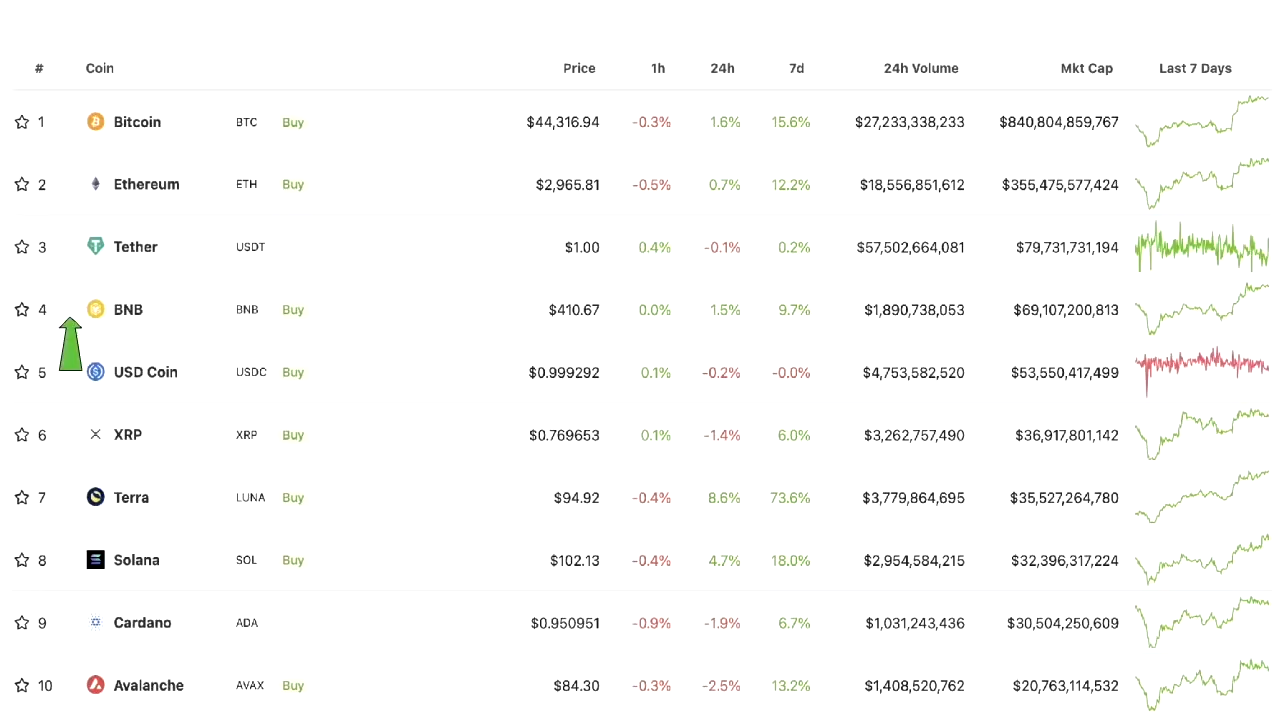 # Coin Price 1h 24h 7d 24h Volume Mkt Cap Last 7 Days
1 Bitcoin BTC Buy $44,316.94 -0.3% 1.6% 15.6% $27,233,338,233 $840,804,859,767
2 Ethereum ETH Buy $2,965.81 -0.5% 0.7% 12.2% $18,556,851,612 $355,475,577,424
3 Tether USDT $1.00 0.4% -0.1% 0.2% $57,502,664,081 $79,731,731,194
4 BNB BNB Buy $410.67 0.0% 1.5% 9.7% $1,890,738,053 $69,107,200,813
5 USD Coin USDC Buy $0.999292 0.1% -0.2% -0.0% $4,753,582,520 $53,550,417,499
6 XRP XRP Buy $0.769653 0.1% -1.4% 6.0% $3,262,757,490 $36,917,801,142
7 Terra LUNA Buy $94.92 -0.4% 8.6% 73.6% $3,779,864,695 $35,527,264,780
8 Solana SOL Buy $102.13 -0.4% 4.7% 18.0% $2,954,584,215 $32,396,317,224
9 Cardano ADA $0.950951 -0.9% -1.9% 6.7% $1,031,243,436 $30,504,250,609
10 Avalanche AVAX Buy $84.30 -0.3% -2.5% 13.2% $1,408,520,762 $20,763,114,532